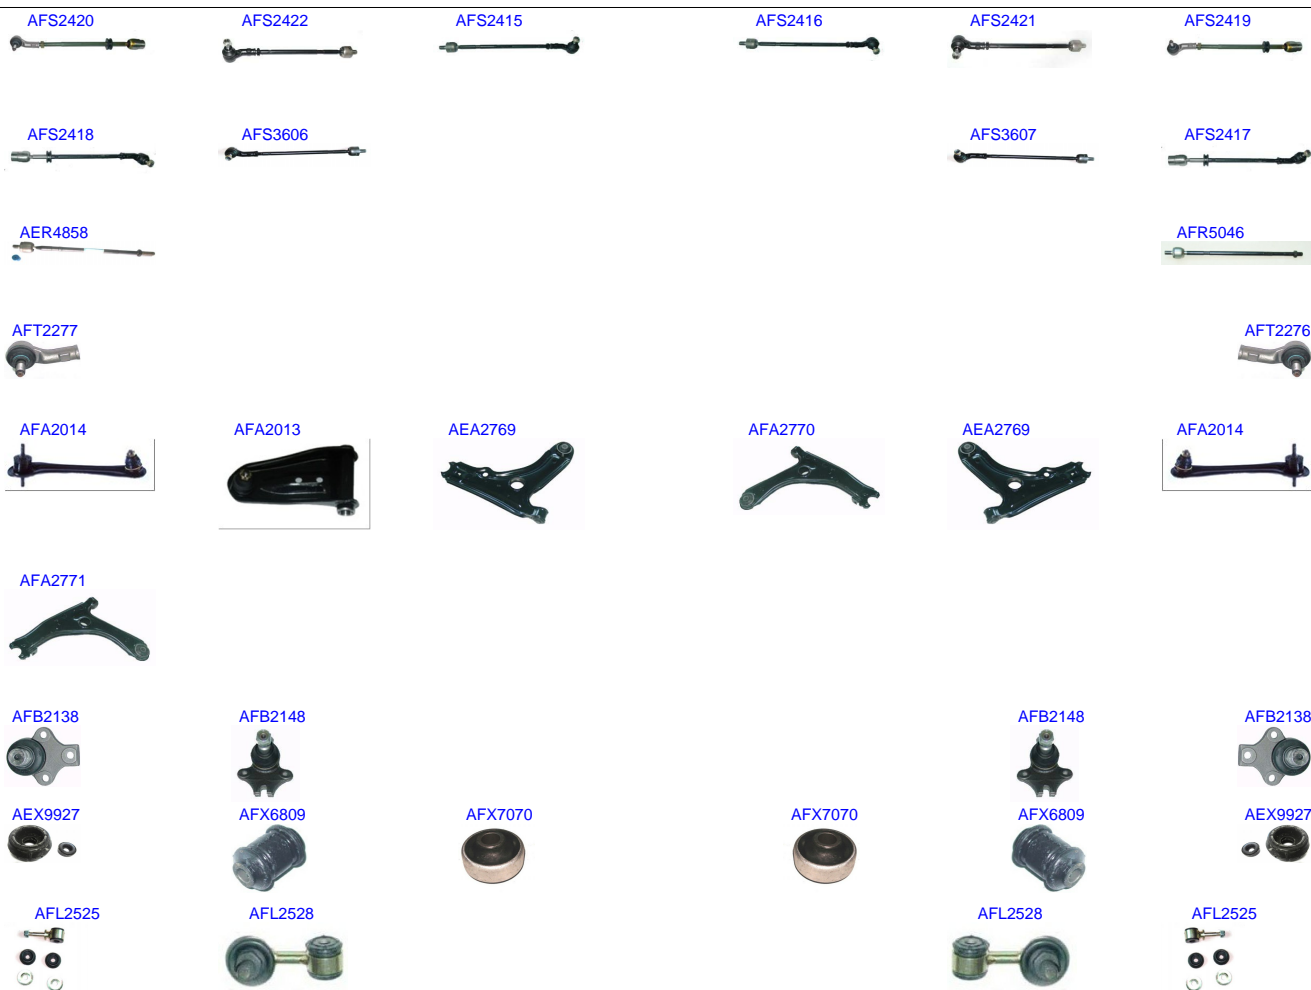 AFS2420 AFS2422 AFS2415 AFS2416 AFS2421 AFS2419
AFS2418 AFS3606 AFS3607 AFS2417
AER4858 AFR5046
AFT2277 AFT2276
AFA2014 AFA2013 AEA2769 AFA2770 AEA2769 AFA2014
AFA2771
AFB2138 AFB2148 AFB2148 AFB2138
AEX9927 AFX6809 AFX7070 AFX7070 AFX6809 AEX9927
AFL2525 AFL2528 AFL2528 AFL2525